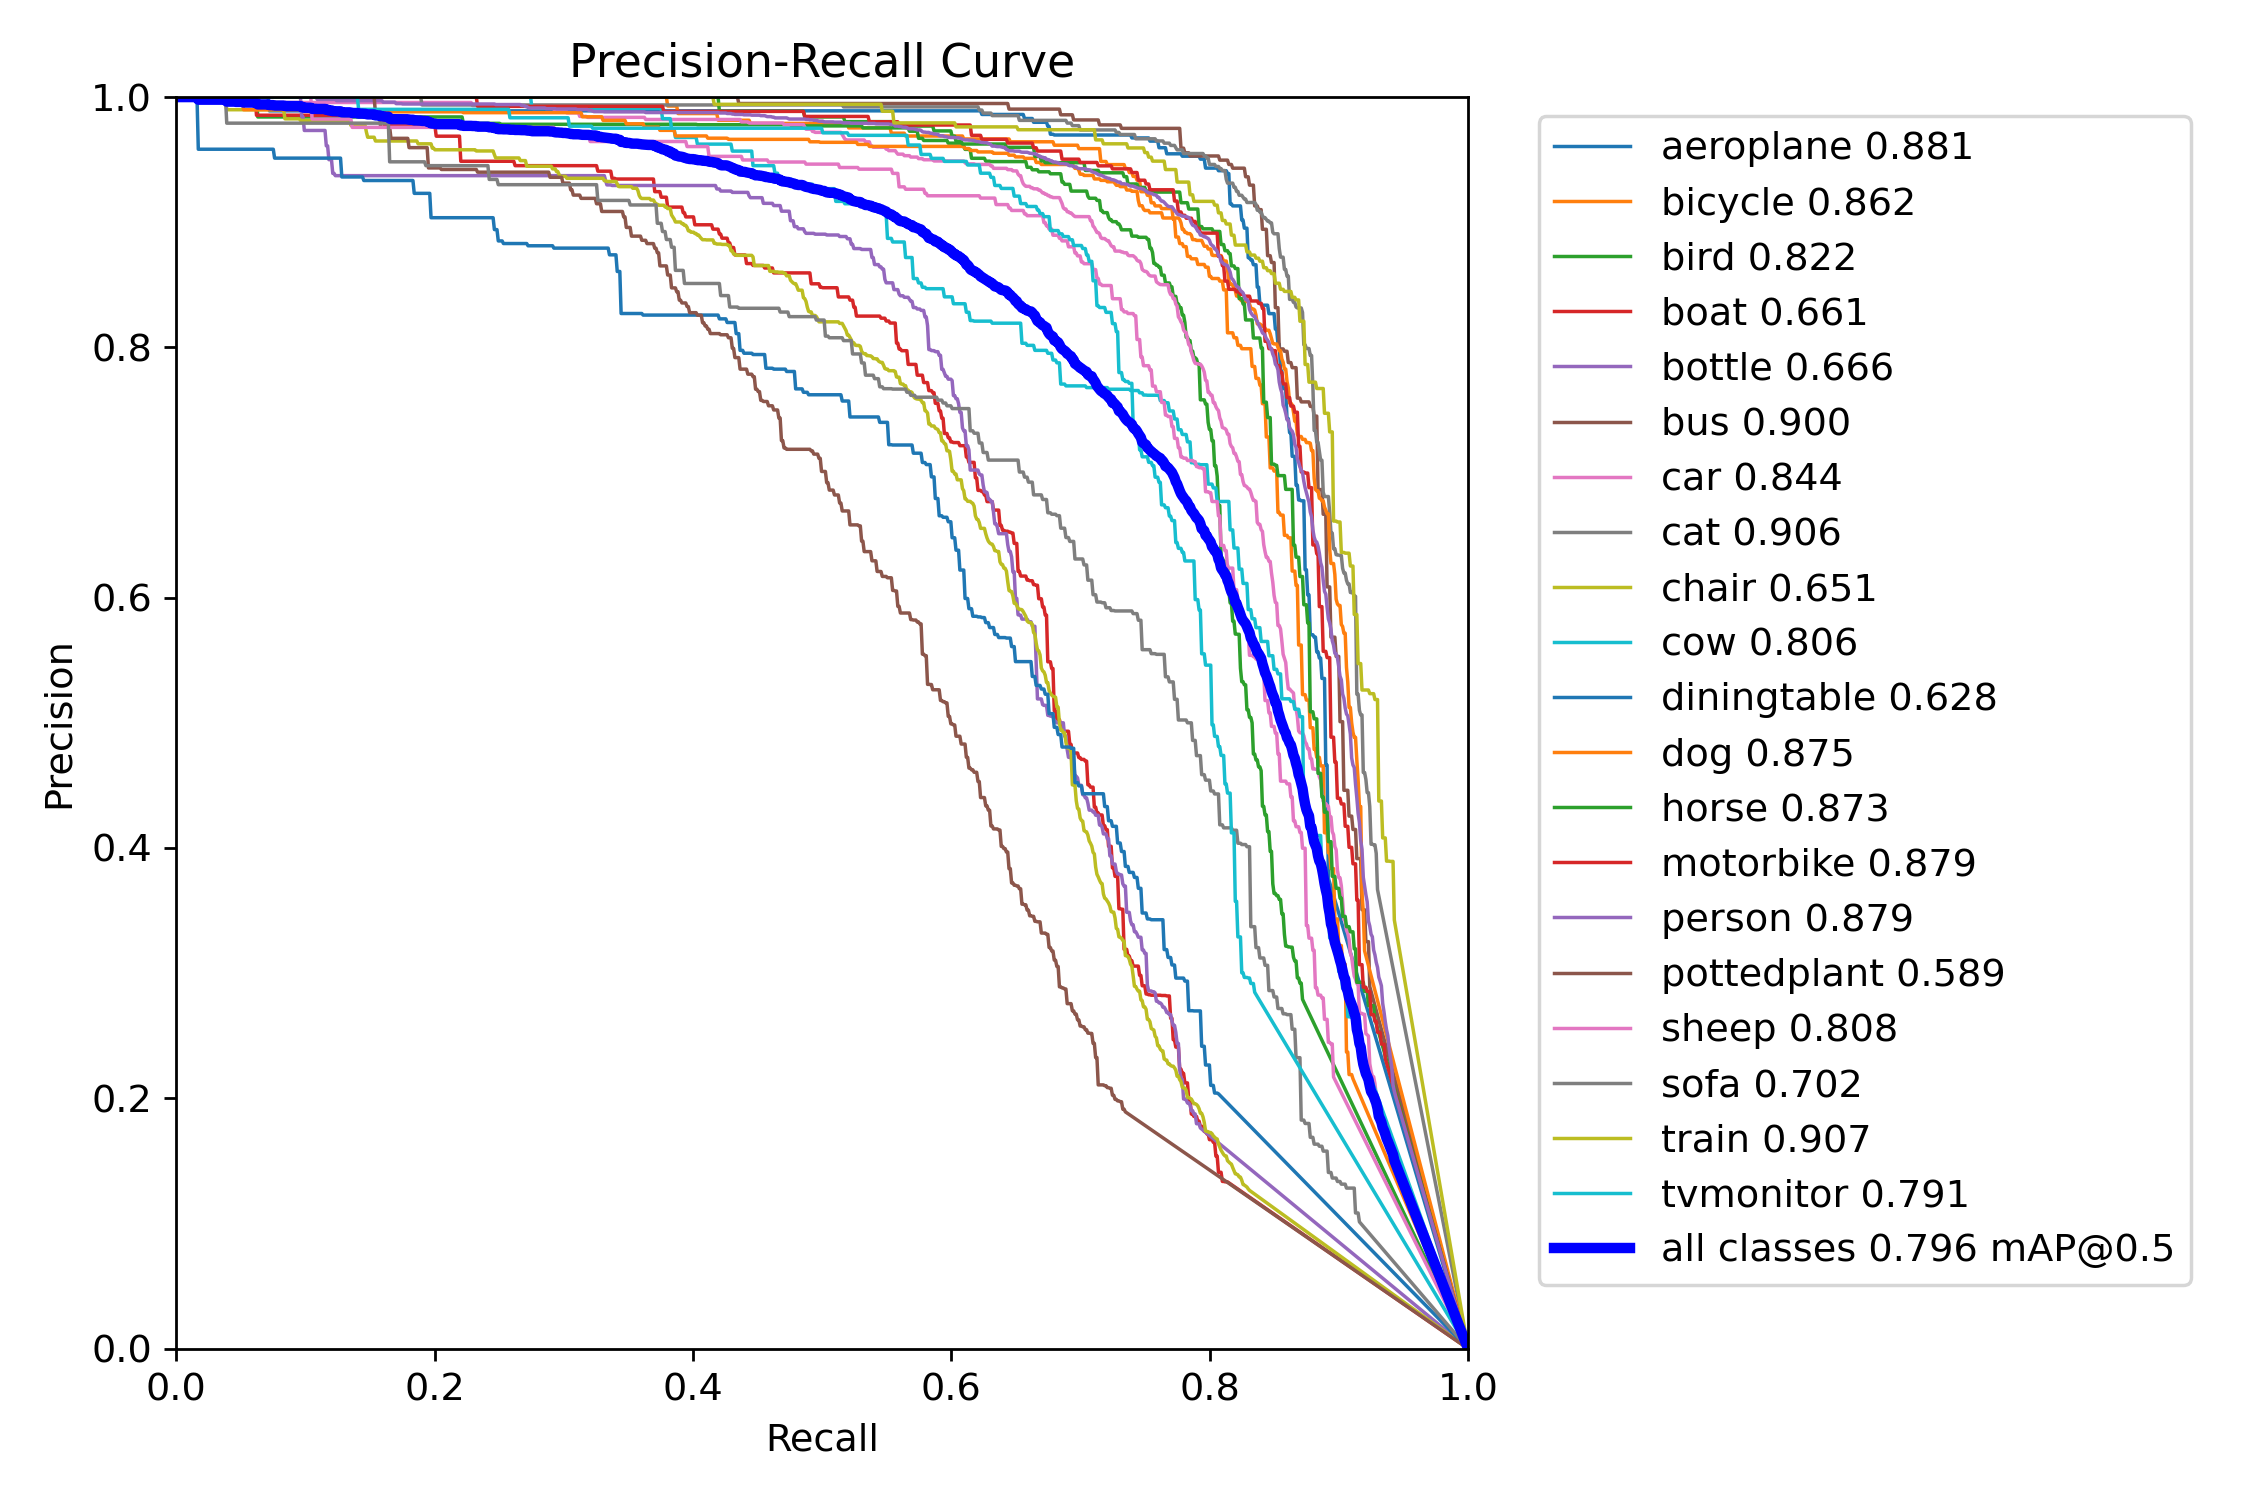 Precision-Recall Curve
1.0
0.8
0.6
0.4
0.2
0.0
Precision
0.0 0.2 0.4 0.6 0.8 1.0
Recall
aeroplane 0.881
bicycle 0.862
bird 0.822
boat 0.661
bottle 0.666
bus 0.900
car 0.844
cat 0.906
chair 0.651
cow 0.806
diningtable 0.628
dog 0.875
horse 0.873
motorbike 0.879
person 0.879
pottedplant 0.589
sheep 0.808
sofa 0.702
train 0.907
tvmonitor 0.791
all classes 0.796 mAP@0.5